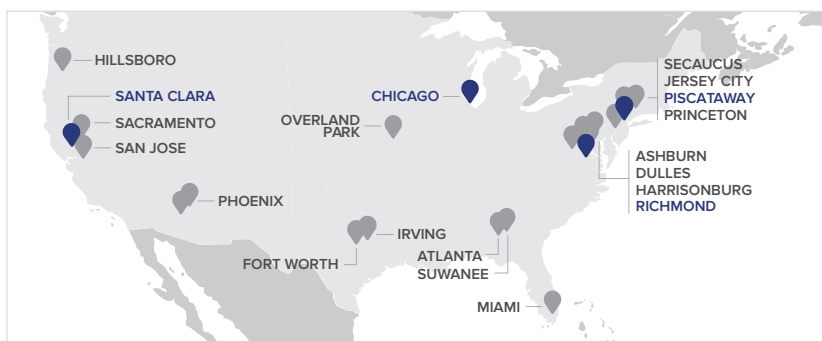 HILLSBORO
SANTA CLARA
SACRAMENTO
SAN JOSE
PHOENIX
CHICAGO
OVERLAND
PARK
IRVING
FORT WORTH
ATLANTA
SUWANEE
MIAMI
SECAUCUS
JERSEY CITY
PISCATAWAY
PRINCETON
ASHBURN
DULLES
HARRISONBURG
RICHMOND